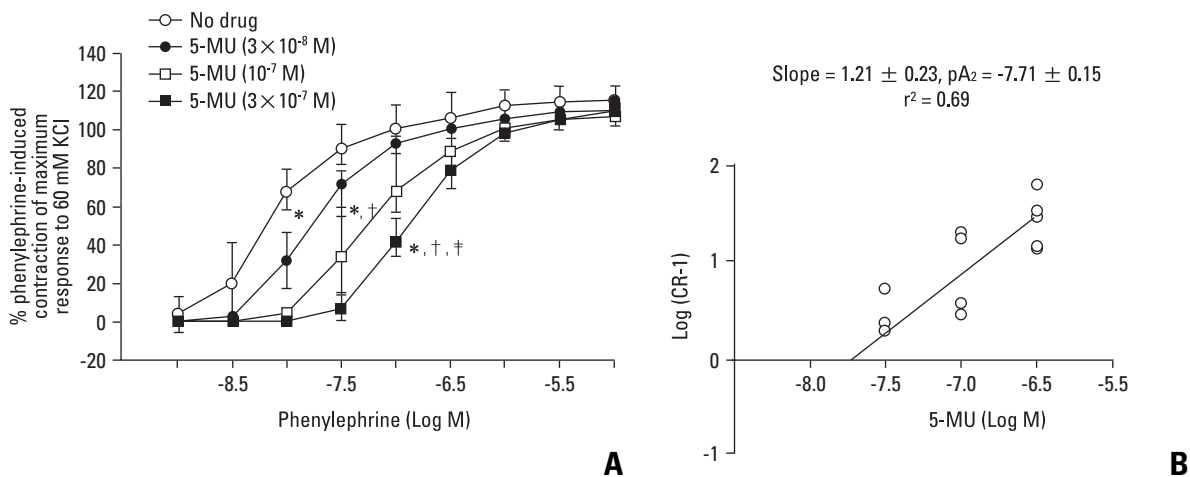 No drug
5-MU (3×10⁻⁸ M)
5-MU (10⁻⁷ M)
5-MU (3×10⁻⁷ M)
% phenylephrine-induced
contraction of maximum
response to 60 mM KCl
140
120
100
80
60
40
20
0
-20
*
*, †
*, †, ‡
-8.5
-7.5
-6.5
-5.5
Phenylephrine (Log M)
A
Slope = 1.21 ± 0.23, pA₂ = -7.71 ± 0.15
r² = 0.69
Log (CR-1)
2
1
0
-1
-8.0
-7.5
-7.0
-6.5
-5.5
5-MU (Log M)
B